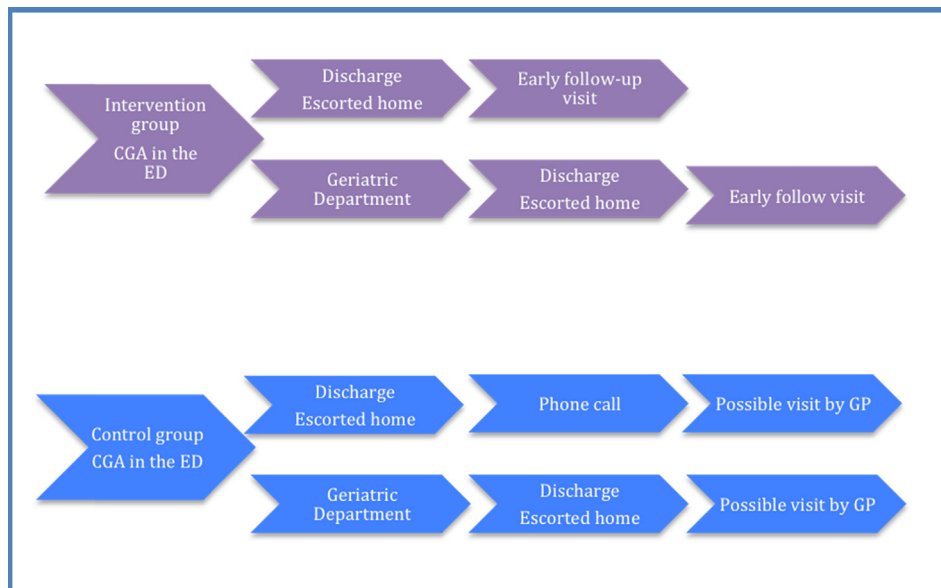 Intervention
group
CGA in the
ED
Discharge
Escorted home
Early follow-up
visit
Geriatric
Department
Discharge
Escorted home
Early follow visit
Control group
CGA in the ED
Discharge
Escorted home
Phone call
Possible visit by GP
Geriatric
Department
Discharge
Escorted home
Possible visit by GP